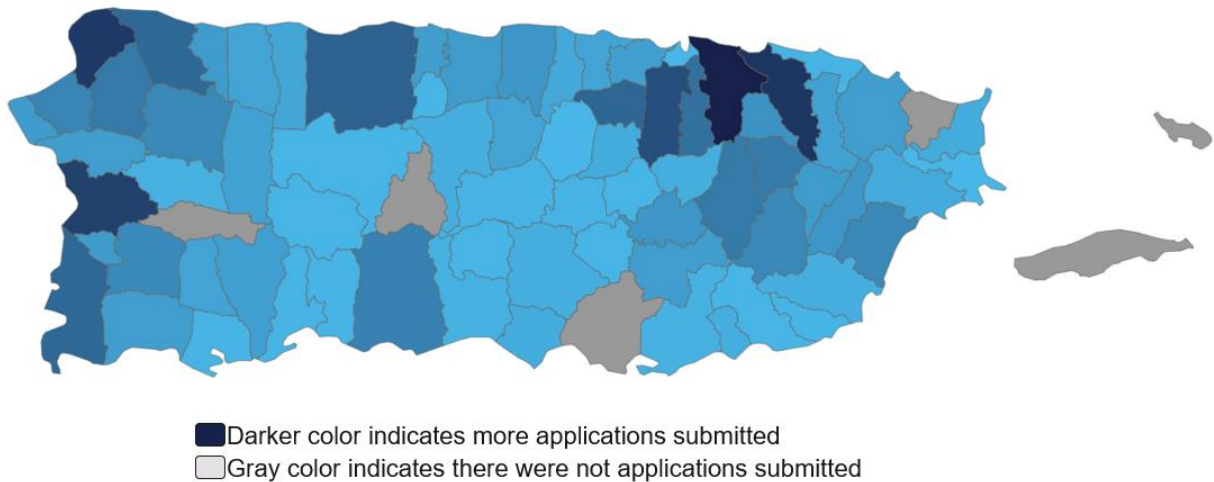 Darker color indicates more applications submitted
Gray color indicates there were not applications submitted